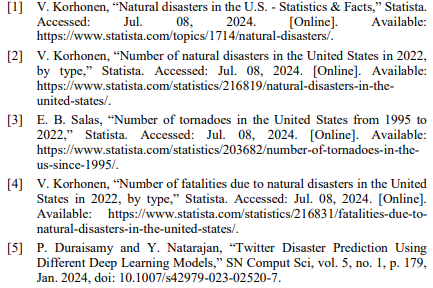 [1] V. Korhonen, “Natural disasters in the U.S. - Statistics & Facts,” Statista.
Accessed: Jul. 08, 2024. [Online]. Available:
https://www.statista.com/topics/1714/natural-disasters/.
[2] V. Korhonen, “Number of natural disasters in the United States in 2022,
by type,” Statista. Accessed: Jul. 08, 2024. [Online]. Available:
https://www.statista.com/statistics/216819/natural-disasters-in-the-
united-states/.
[3] E. B. Salas, “Number of tornadoes in the United States from 1995 to
2022,” Statista. Accessed: Jul. 08, 2024. [Online]. Available:
https://www.statista.com/statistics/203682/number-of-tornadoes-in-the-
us-since-1995/.
[4] V. Korhonen, “Number of fatalities due to natural disasters in the United
States in 2022, by type,” Statista. Accessed: Jul. 08, 2024. [Online].
Available: https://www.statista.com/statistics/216831/fatalities-due-to-
natural-disasters-in-the-united-states/.
[5] P. Duraisamy and Y. Natarajan, “Twitter Disaster Prediction Using
Different Deep Learning Models,” SN Comput Sci, vol. 5, no. 1, p. 179,
Jan. 2024, doi: 10.1007/s42979-023-02520-7.